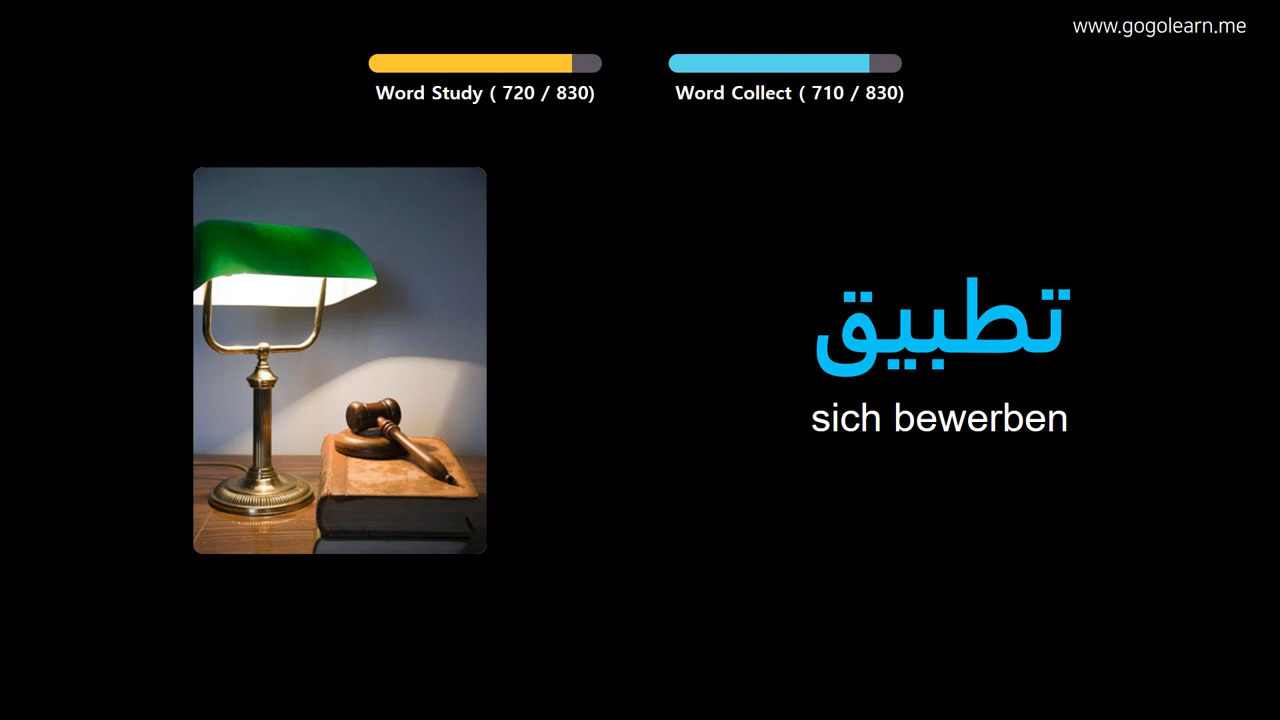 www.gogolearn.me
Word Study ( 720 / 830)
Word Collect ( 710 / 830)
تطبيق
sich bewerben